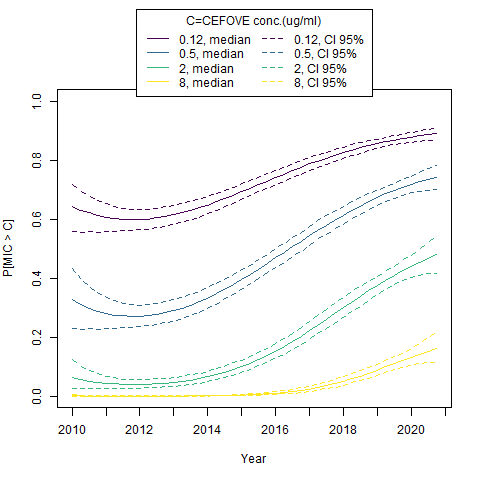 C=CEFOVE conc.(ug/ml)
0.12, median 0.12, CI 95%
0.5, median 0.5, CI 95%
2, median 2, CI 95%
8, median 8, CI 95%
1.0
0.8
0.6
0.4
0.2
0.0
P[MIC > C]
2010 2012 2014 2016 2018 2020
Year